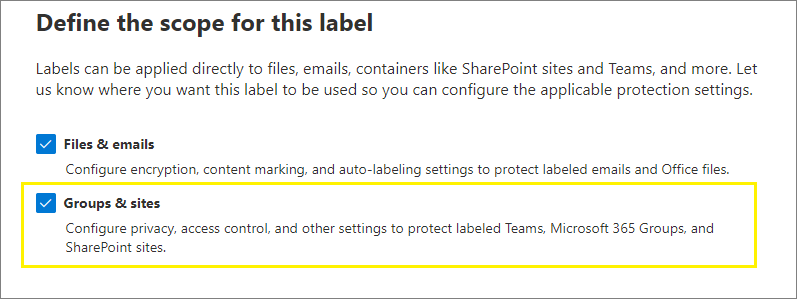 Define the scope for this label
Labels can be applied directly to files, emails, containers like SharePoint sites and Teams, and more. Let
us know where you want this label to be used so you can configure the applicable protection settings.
Files & emails
Configure encryption, content marking, and auto-labeling settings to protect labeled emails and Office files.
Groups & sites
Configure privacy, access control, and other settings to protect labeled Teams, Microsoft 365 Groups, and
SharePoint sites.